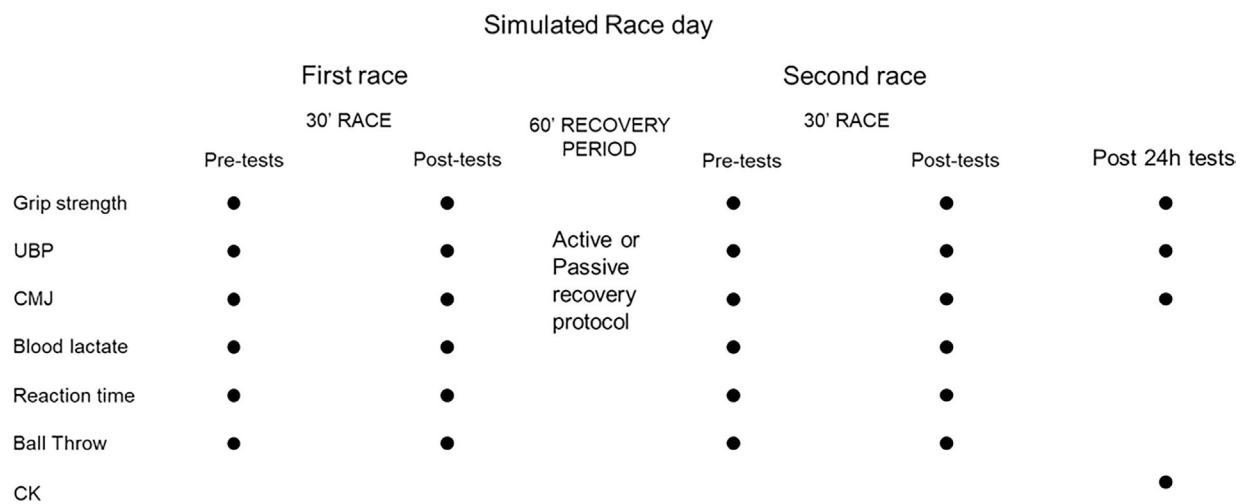 Simulated Race day
First race
Second race
30' RACE
60' RECOVERY
PERIOD
30' RACE
Pre-tests
Post-tests
Pre-tests
Post-tests
Post 24h tests
Grip strength
UBP
Active or
Passive
recovery
protocol
CMJ
Blood lactate
Reaction time
Ball Throw
CK